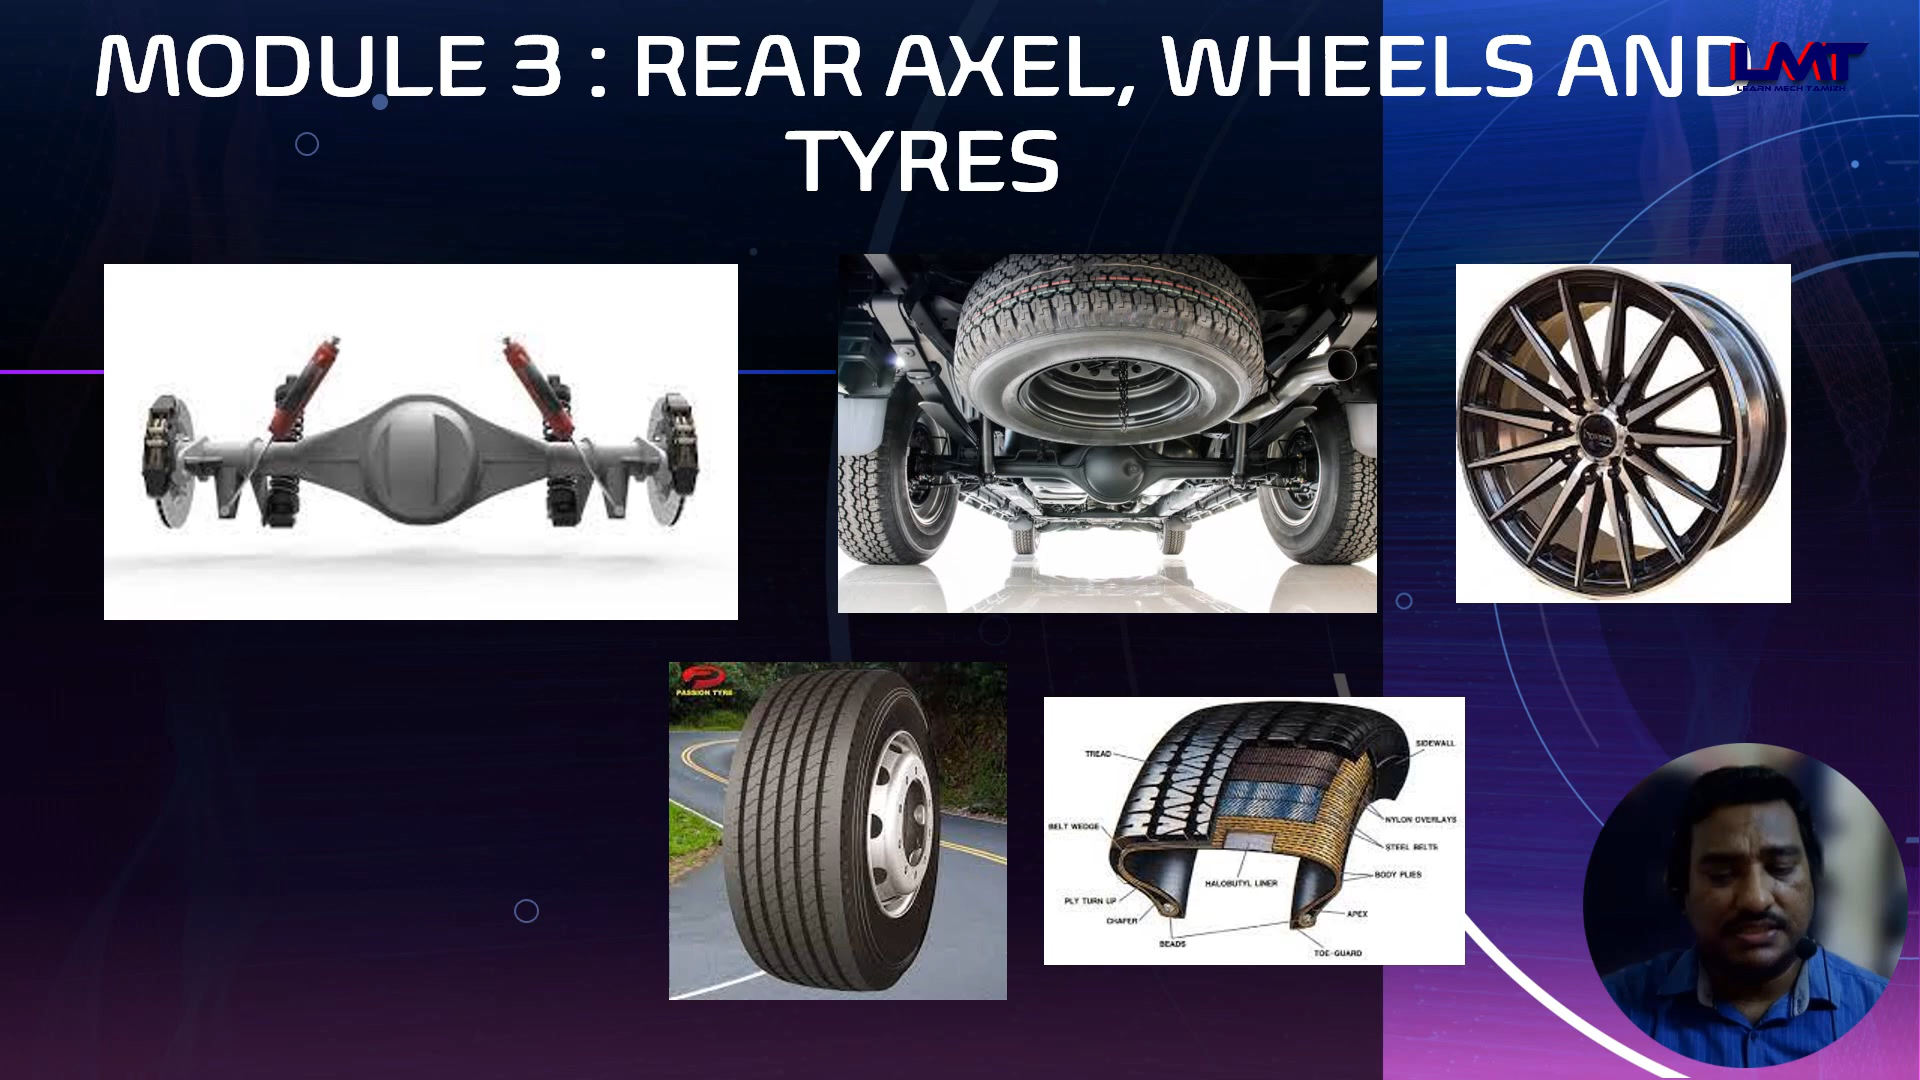 MODULE 3 : REAR AXEL, WHEELS AND
TYRES
LMT
LEARN MECH TAMIZH
PASSION TYRE
TREAD
SIDEWALL
BELT WEDGE
NYLON OVERLAYS
STEEL BELTS
BODY PLIES
HALOBUTYL LINER
PLY TURN UP
CHAFER
APEX
BEADS
TOE-GUARD